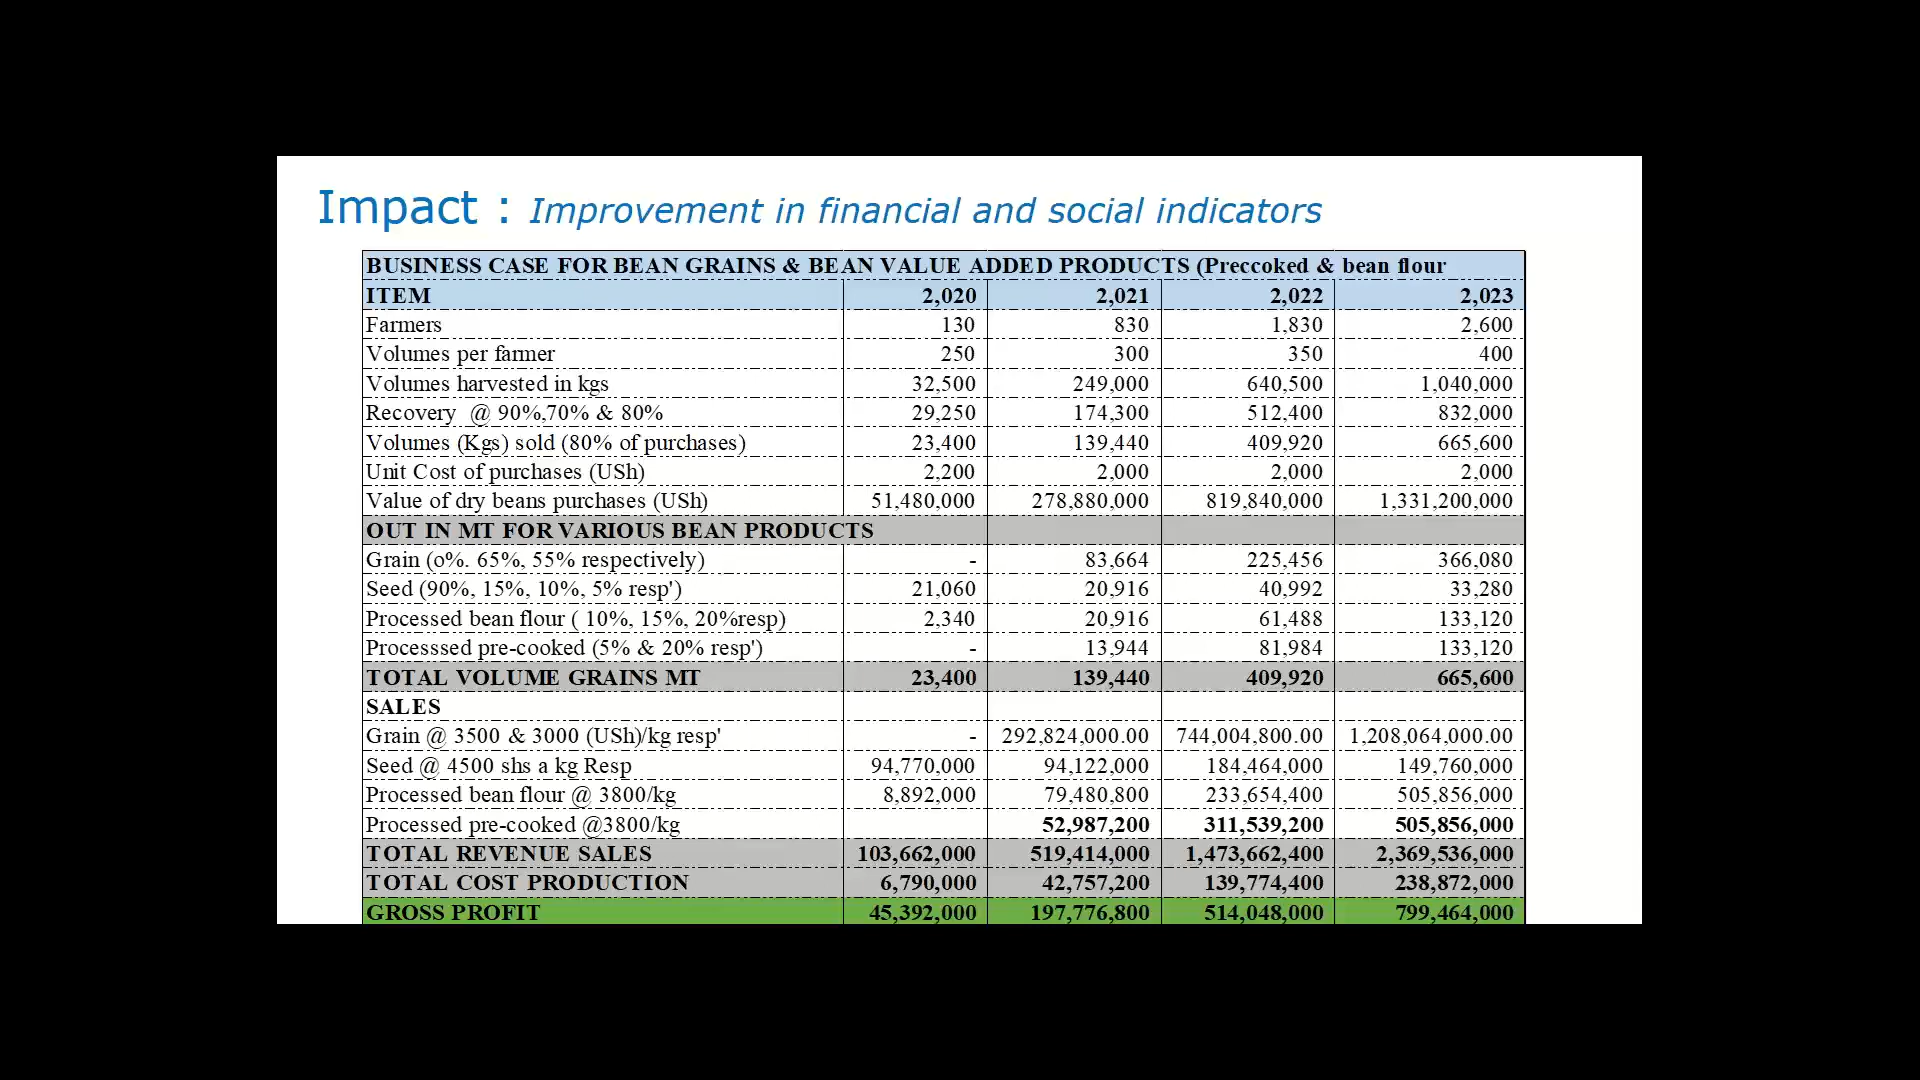 Impact : Improvement in financial and social indicators
BUSINESS CASE FOR BEAN GRAINS & BEAN VALUE ADDED PRODUCTS (Preccoked & bean flour
ITEM 2,020 2,021 2,022 2,023
Farmers 130 830 1,830 2,600
Volumes per farmer 250 300 350 400
Volumes harvested in kgs 32,500 249,000 640,500 1,040,000
Recovery @ 90%,70% & 80% 29,250 174,300 512,400 832,000
Volumes (Kgs) sold (80% of purchases) 23,400 139,440 409,920 665,600
Unit Cost of purchases (USh) 2,200 2,000 2,000 2,000
Value of dry beans purchases (USh) 51,480,000 278,880,000 819,840,000 1,331,200,000
OUT IN MT FOR VARIOUS BEAN PRODUCTS
Grain (o%. 65%, 55% respectively) - 83,664 225,456 366,080
Seed (90%, 15%, 10%, 5% resp') 21,060 20,916 40,992 33,280
Processed bean flour ( 10%, 15%, 20%resp) 2,340 20,916 61,488 133,120
Processsed pre-cooked (5% & 20% resp') - 13,944 81,984 133,120
TOTAL VOLUME GRAINS MT 23,400 139,440 409,920 665,600
SALES
Grain @ 3500 & 3000 (USh)/kg resp' - 292,824,000.00 744,004,800.00 1,208,064,000.00
Seed @ 4500 shs a kg Resp 94,770,000 94,122,000 184,464,000 149,760,000
Processed bean flour @ 3800/kg 8,892,000 79,480,800 233,654,400 505,856,000
Processed pre-cooked @3800/kg 52,987,200 311,539,200 505,856,000
TOTAL REVENUE SALES 103,662,000 519,414,000 1,473,662,400 2,369,536,000
TOTAL COST PRODUCTION 6,790,000 42,757,200 139,774,400 238,872,000
GROSS PROFIT 45,392,000 197,776,800 514,048,000 799,464,000